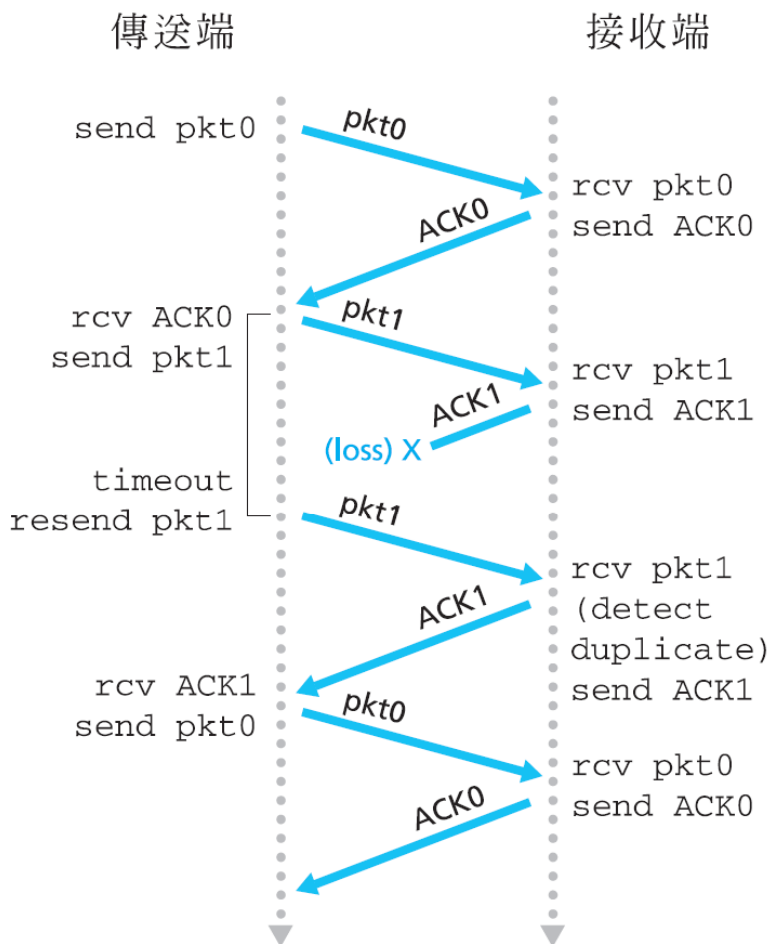 傳送端
接收端
send pkt0
pkt0
rcv pkt0
send ACK0
ACK0
rcv ACK0
send pkt1
pkt1
rcv pkt1
send ACK1
ACK1
(loss) X
timeout
resend pkt1
pkt1
rcv pkt1
(detect
duplicate)
send ACK1
ACK1
rcv ACK1
send pkt0
pkt0
rcv pkt0
send ACK0
ACK0